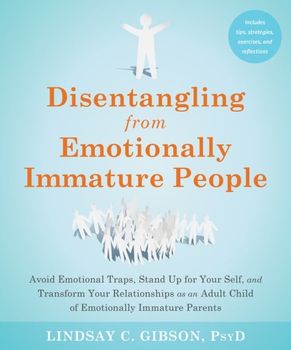 Includes
tips, strategies,
exercises, and
reflections
Disentangling
from
Emotionally
Immature People
Avoid Emotional Traps, Stand Up for Your Self, and
Transform Your Relationships as an Adult Child
of Emotionally Immature Parents
LINDSAY C. GIBSON, PSYD